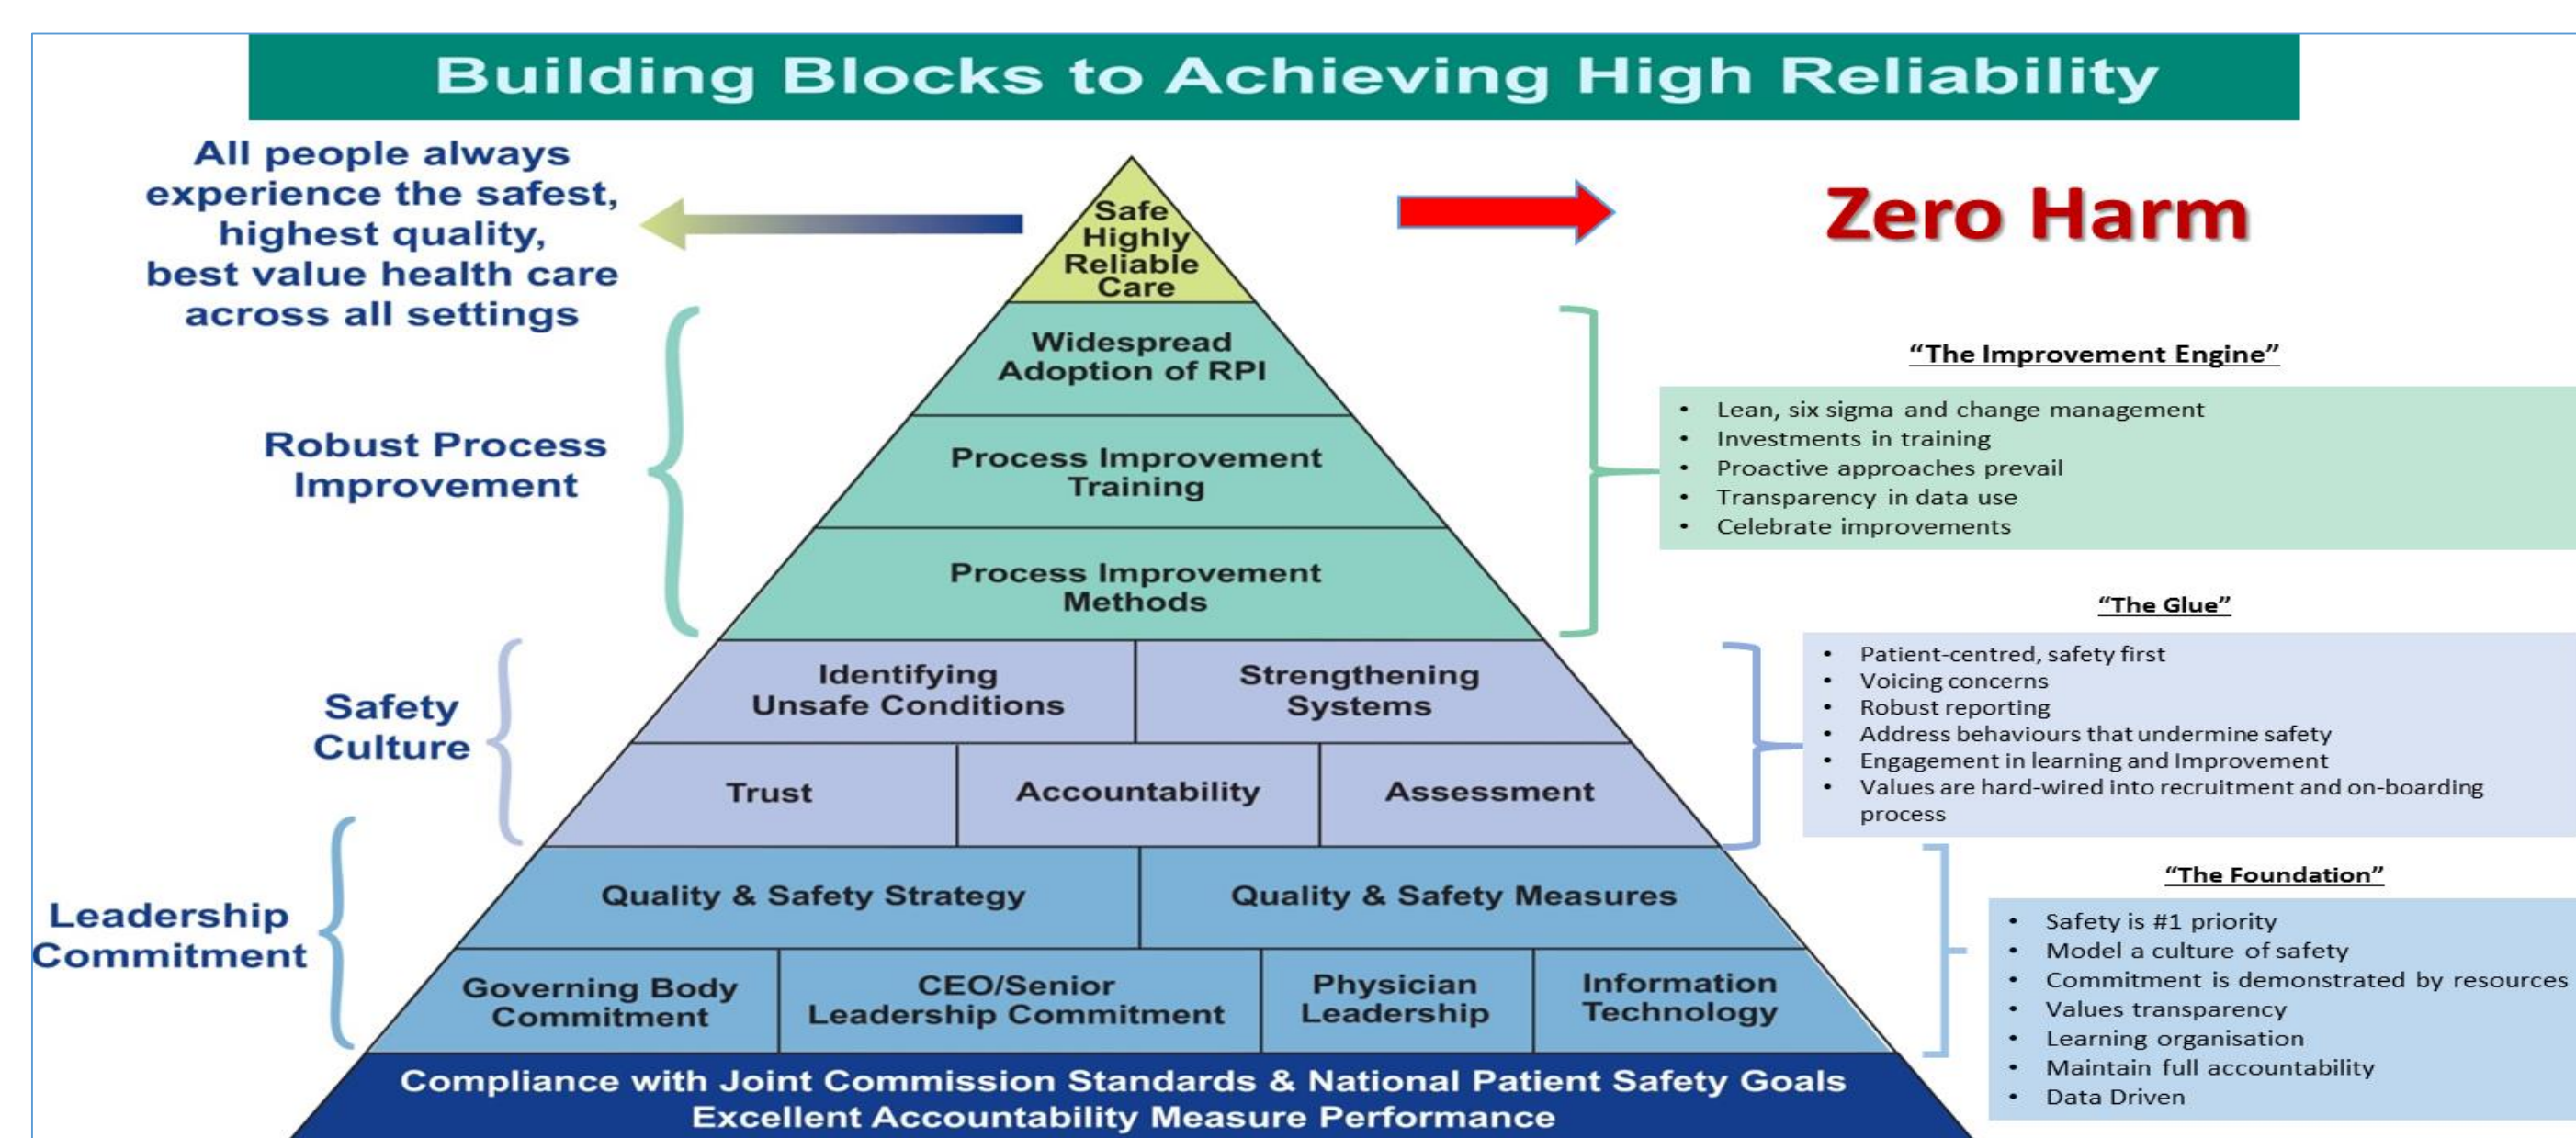 Building Blocks to Achieving High Reliability
All people always
experience the safest,
highest quality,
best value health care
across all settings
Safe
Highly
Reliable
Care
Zero Harm
Robust Process
Improvement
Widespread
Adoption of RPI
Process Improvement
Training
Process Improvement
Methods
“The Improvement Engine”
• Lean, six sigma and change management
• Investments in training
• Proactive approaches prevail
• Transparency in data use
• Celebrate improvements
Safety
Culture
Identifying
Unsafe Conditions
Strengthening
Systems
Trust
Accountability
Assessment
“The Glue”
• Patient-centred, safety first
• Voicing concerns
• Robust reporting
• Address behaviours that undermine safety
• Engagement in learning and Improvement
• Values are hard-wired into recruitment and on-boarding
process
Leadership
Commitment
Quality & Safety Strategy
Quality & Safety Measures
Governing Body
Commitment
CEO/Senior
Leadership Commitment
Physician
Leadership
Information
Technology
“The Foundation”
• Safety is #1 priority
• Model a culture of safety
• Commitment is demonstrated by resources
• Values transparency
• Learning organisation
• Maintain full accountability
• Data Driven
Compliance with Joint Commission Standards & National Patient Safety Goals
Excellent Accountability Measure Performance